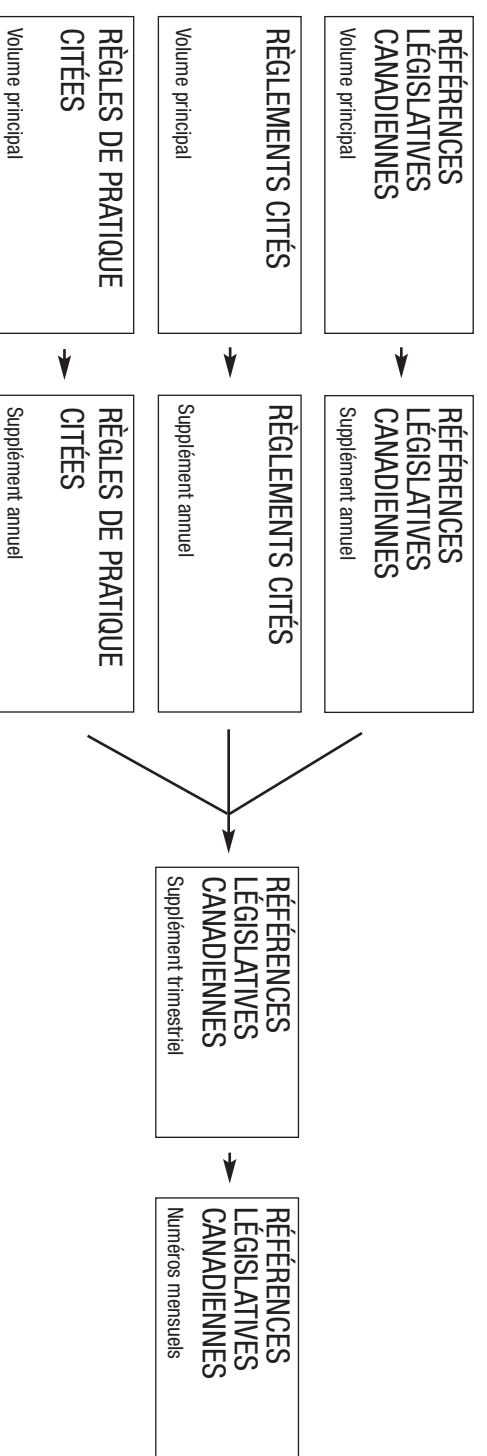 RÉFÉRENCES
LÉGISLATIVES
CANADIENNES
Volume principal
RÉFÉRENCES
LÉGISLATIVES
CANADIENNES
Supplément annuel
RÈGLEMENTS CITÉS
Volume principal
RÈGLEMENTS CITÉS
Supplément annuel
RÈGLES DE PRATIQUE
CITÉES
Volume principal
RÈGLES DE PRATIQUE
CITÉES
Supplément annuel
RÉFÉRENCES
LÉGISLATIVES
CANADIENNES
Supplément trimestriel
RÉFÉRENCES
LÉGISLATIVES
CANADIENNES
Numéros mensuels